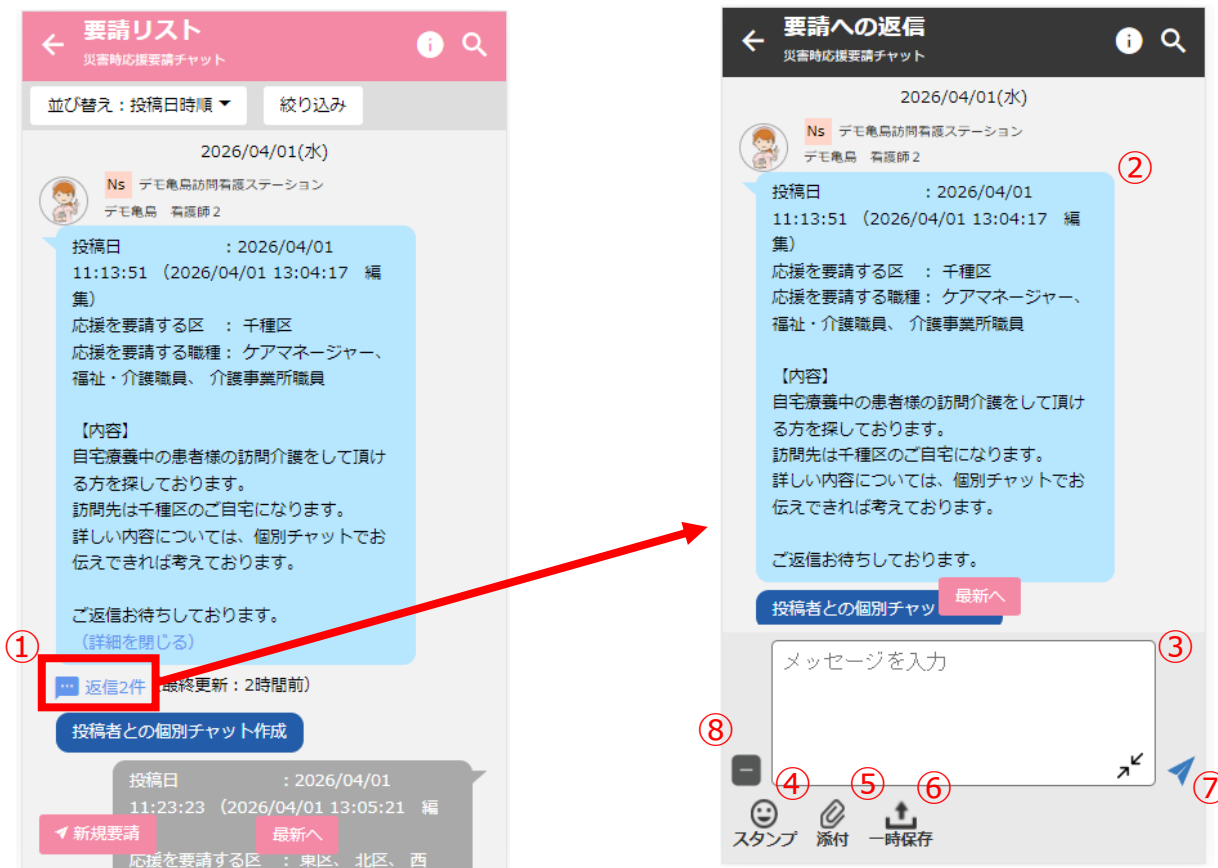 要請リスト
災害時応援要請チャット
並び替え：投稿日時順
絞り込み
2026/04/01(水)
Ns デモ亀島訪問看護ステーション
デモ亀島　看護師２
投稿日　　　　　：2026/04/01
11:13:51 （2026/04/01 13:04:17　編
集）
応援を要請する区　：千種区
応援を要請する職種：ケアマネージャー、
福祉・介護職員、 介護事業所職員
【内容】
自宅療養中の患者様の訪問介護をして頂け
る方を探しております。
訪問先は千種区のご自宅になります。
詳しい内容については、個別チャットでお
伝えできれば考えております。
ご返信お待ちしております。
（詳細を閉じる）
①
返信2件 最終更新：2時間前）
投稿者との個別チャット作成
投稿日　　　　　：2026/04/01
11:23:23 （2026/04/01 13:05:21　編
新規要請
最新へ
応援を要請する区　：東区、 北区、 西
要請への返信
災害時応援要請チャット
2026/04/01(水)
Ns デモ亀島訪問看護ステーション
デモ亀島　看護師２
②
投稿日　　　　　：2026/04/01
11:13:51 （2026/04/01 13:04:17　編
集）
応援を要請する区　：千種区
応援を要請する職種：ケアマネージャー、
福祉・介護職員、 介護事業所職員
【内容】
自宅療養中の患者様の訪問介護をして頂け
る方を探しております。
訪問先は千種区のご自宅になります。
詳しい内容については、個別チャットでお
伝えできれば考えております。
ご返信お待ちしております。
最新へ
投稿者との個別チャッ
メッセージを入力
③
⑧
④
⑤
⑥
⑦
スタンプ
添付
一時保存